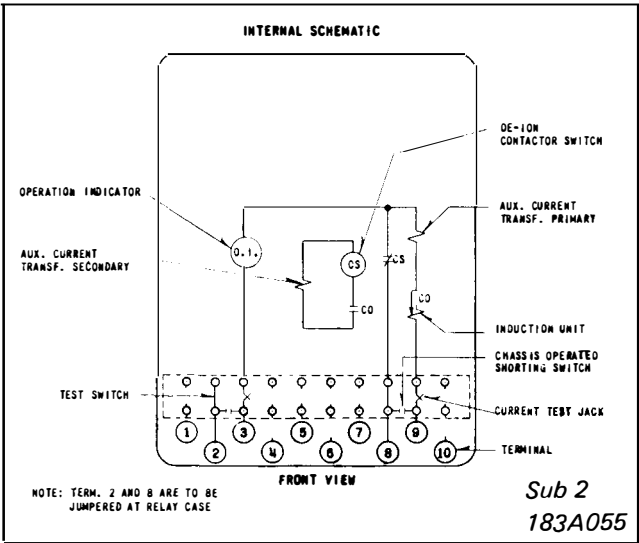 INTERNAL SCHEMATIC
DE-ION
CONTACTOR SWITCH
OPERATION INDICATOR
AUX. CURRENT
TRANSF. PRIMARY
O.I.
AUX. CURRENT
TRANSF. SECONDARY
CS
CS
CO
CO
INDUCTION UNIT
CHASSIS OPERATED
SHORTING SWITCH
TEST SWITCH
CURRENT TEST JACK
1
3
5
7
9
2
4
6
8
10
TERMINAL
FRONT VIEW
NOTE: TERM. 2 AND 8 ARE TO BE
JUMPERED AT RELAY CASE
Sub 2
183A055